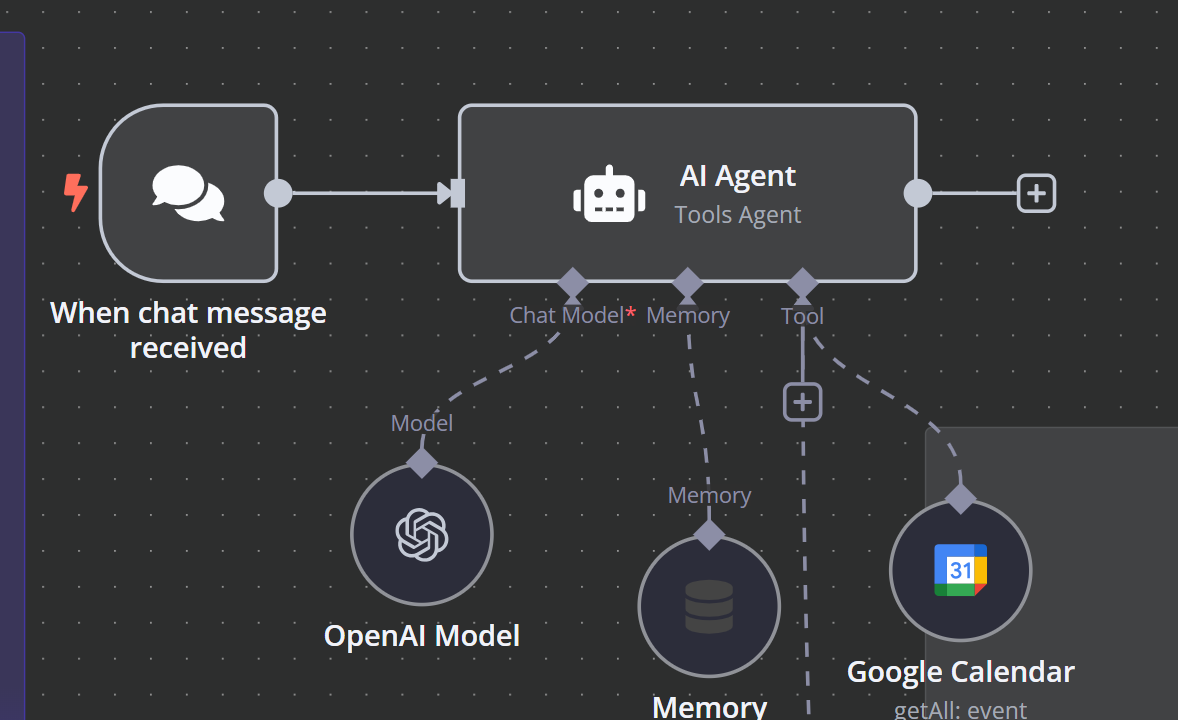 AI Agent
Tools Agent
When chat message
received
Chat Model*
Memory
Tool
Model
Memory
31
OpenAI Model
Google Calendar
getAll: event
Memory